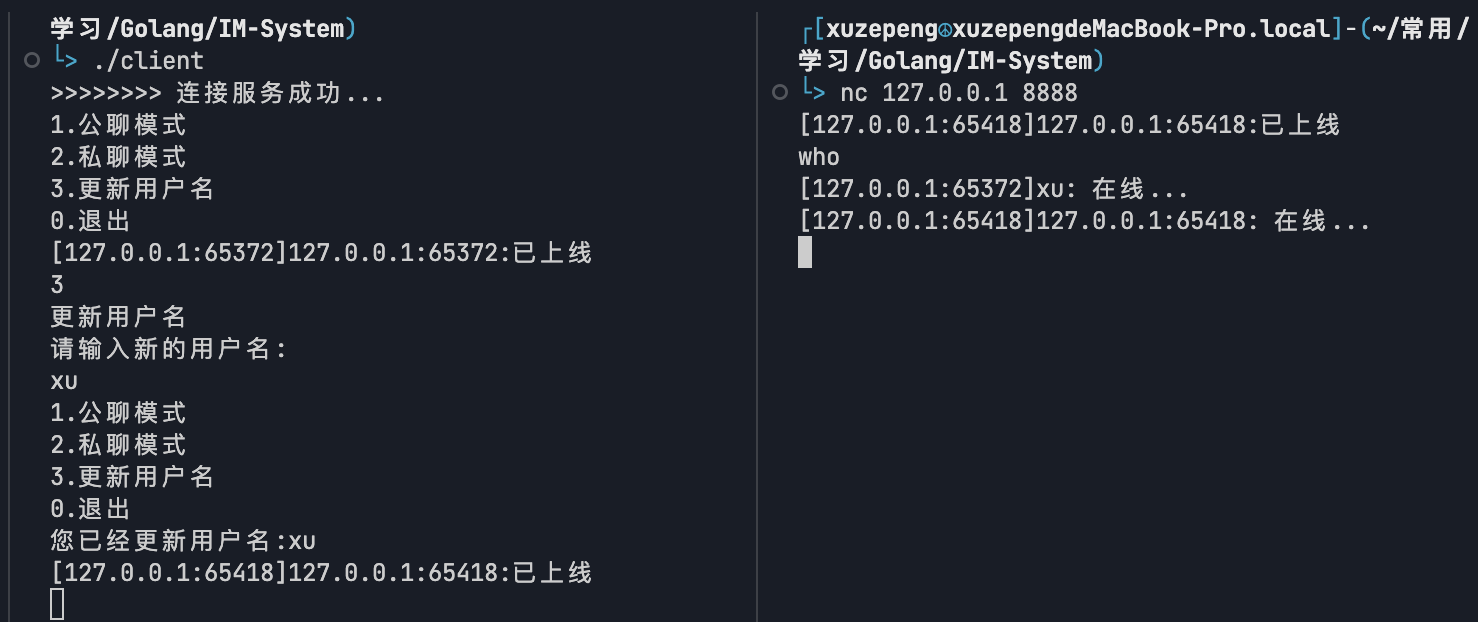 学习/Golang/IM-System)
└> ./client
>>>>>>>> 连接服务成功...
1.公聊模式
2.私聊模式
3.更新用户名
0.退出
[127.0.0.1:65372]127.0.0.1:65372:已上线
3
更新用户名
请输入新的用户名:
xu
1.公聊模式
2.私聊模式
3.更新用户名
0.退出
您已经更新用户名:xu
[127.0.0.1:65418]127.0.0.1:65418:已上线
┌[xuzepeng☮xuzepengdeMacBook-Pro.local]-(~/常用/
学习/Golang/IM-System)
└> nc 127.0.0.1 8888
[127.0.0.1:65418]127.0.0.1:65418:已上线
who
[127.0.0.1:65372]xu: 在线...
[127.0.0.1:65418]127.0.0.1:65418: 在线...